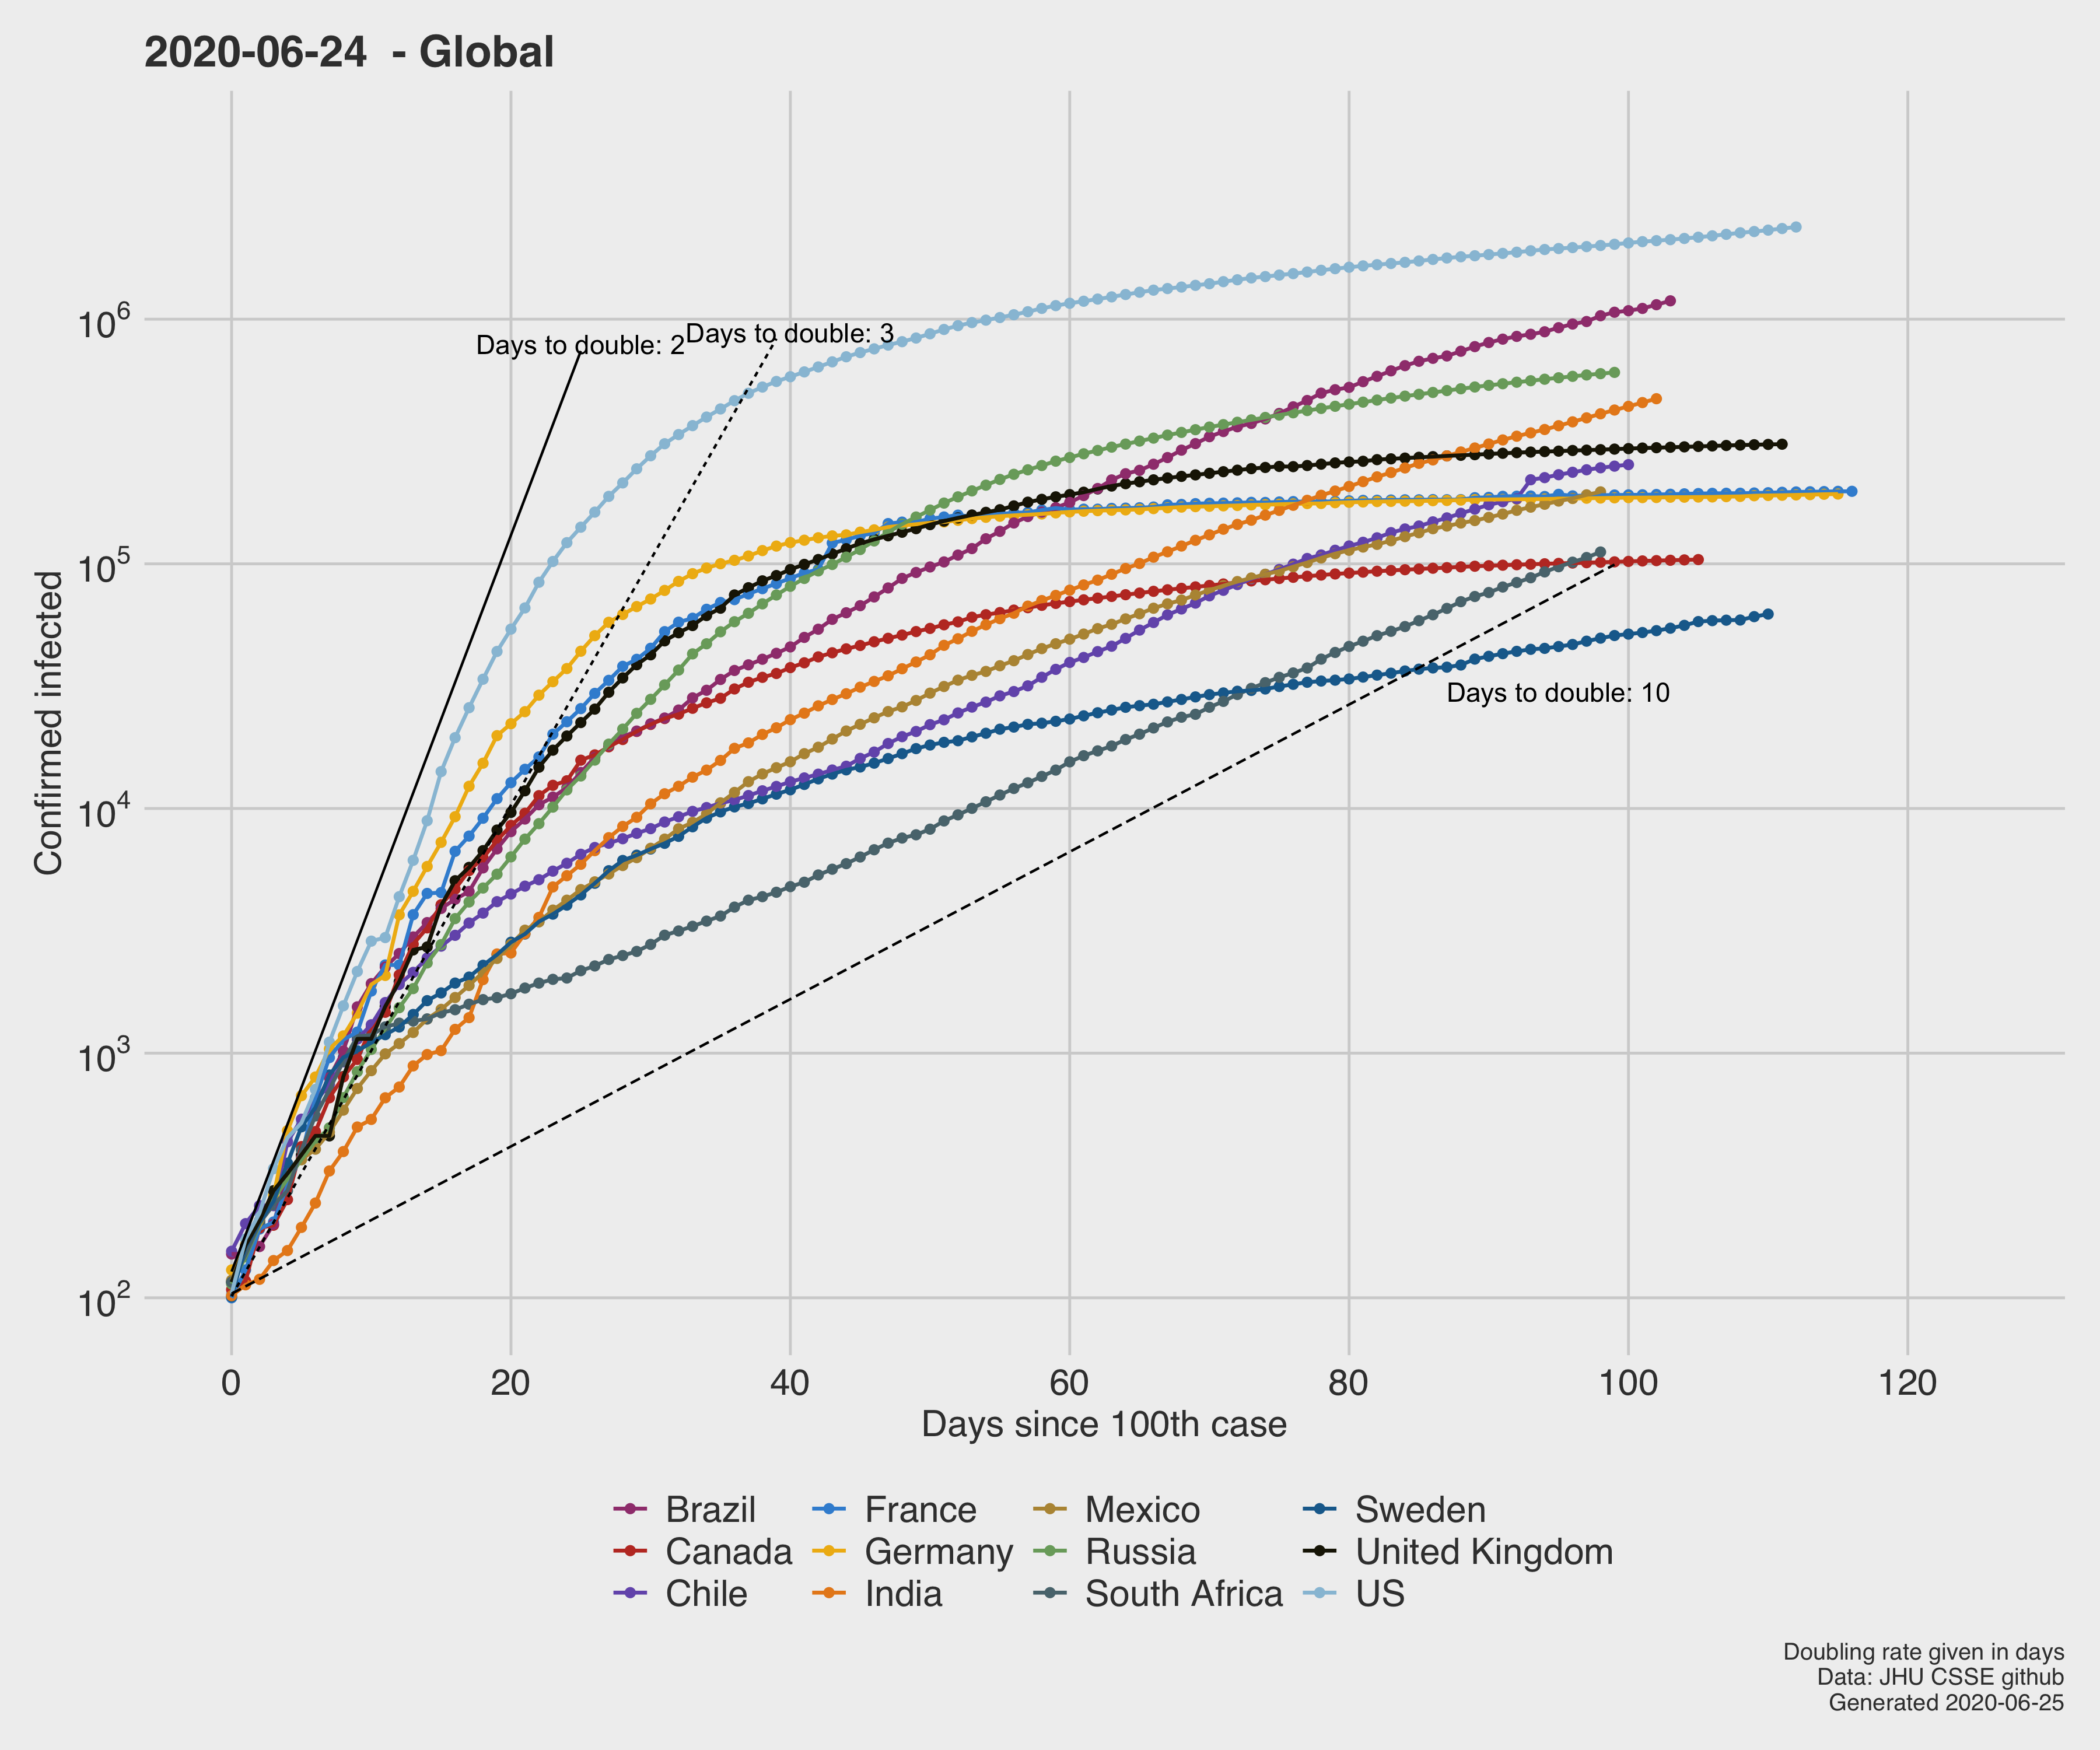 2020-06-24  - Global
Confirmed infected
10^6
10^5
10^4
10^3
10^2
Days to double: 2
Days to double: 3
Days to double: 10
0 20 40 60 80 100 120
Days since 100th case
Brazil France Mexico Sweden
Canada Germany Russia United Kingdom
Chile India South Africa US
Doubling rate given in days
Data: JHU CSSE github
Generated 2020-06-25